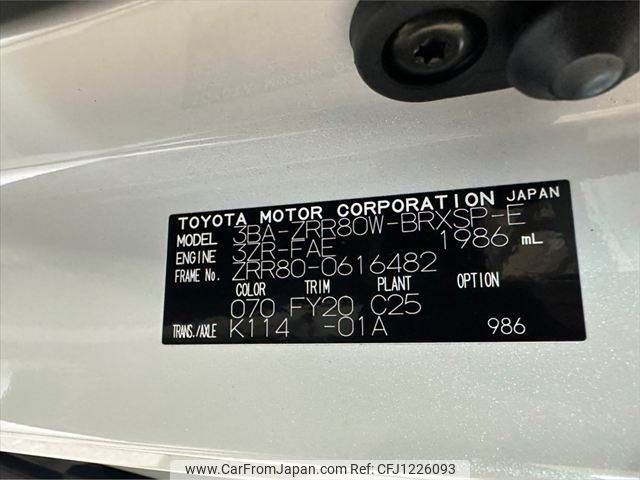 TOYOTA MOTOR CORPORATION JAPAN
MODEL 3BA-ZRR80W-BRXSP-E
ENGINE 3ZR-FAE 1986 mL
FRAME No. ZRR80-0616482
COLOR TRIM PLANT OPTION
070 FY20 C25
TRANS./AXLE K114 -01A 986
www.CarFromJapan.com | Ref No. CFJ1226093